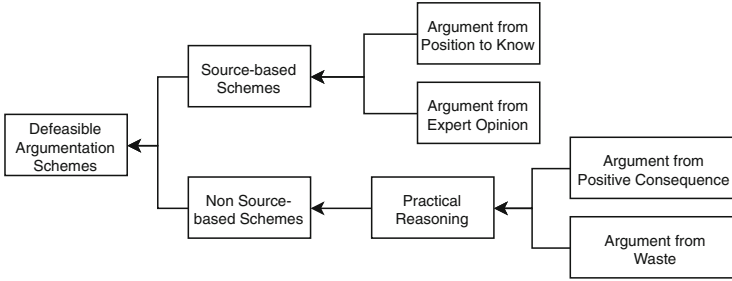 Argument from
Position to Know
Source-based
Schemes
Argument from
Expert Opinion
Defeasible
Argumentation
Schemes
Argument from
Positive Consequence
Non Source-
based Schemes
Practical
Reasoning
Argument from
Waste